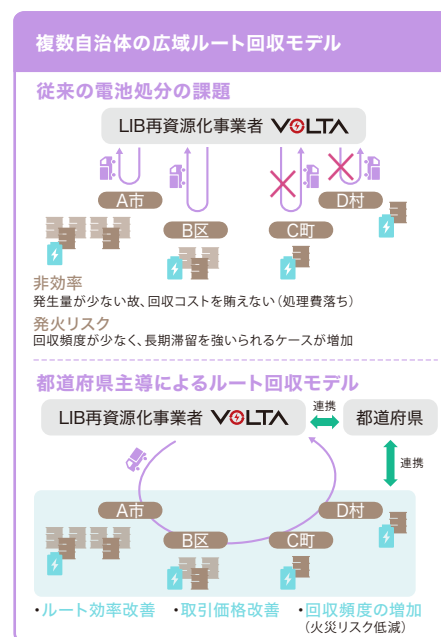 複数自治体の広域ルート回収モデル
従来の電池処分の課題
LIB再資源化事業者 VOLTA
A市
B区
C町
D村
非効率
発生量が少ない故、回収コストを賄えない（処理費落ち）
発火リスク
回収頻度が少なく、長期滞留を強いられるケースが増加
都道府県主導によるルート回収モデル
LIB再資源化事業者 VOLTA
連携
都道府県
連携
A市
B区
C町
D村
・ルート効率改善 ・取引価格改善 ・回収頻度の増加
（火災リスク低減）